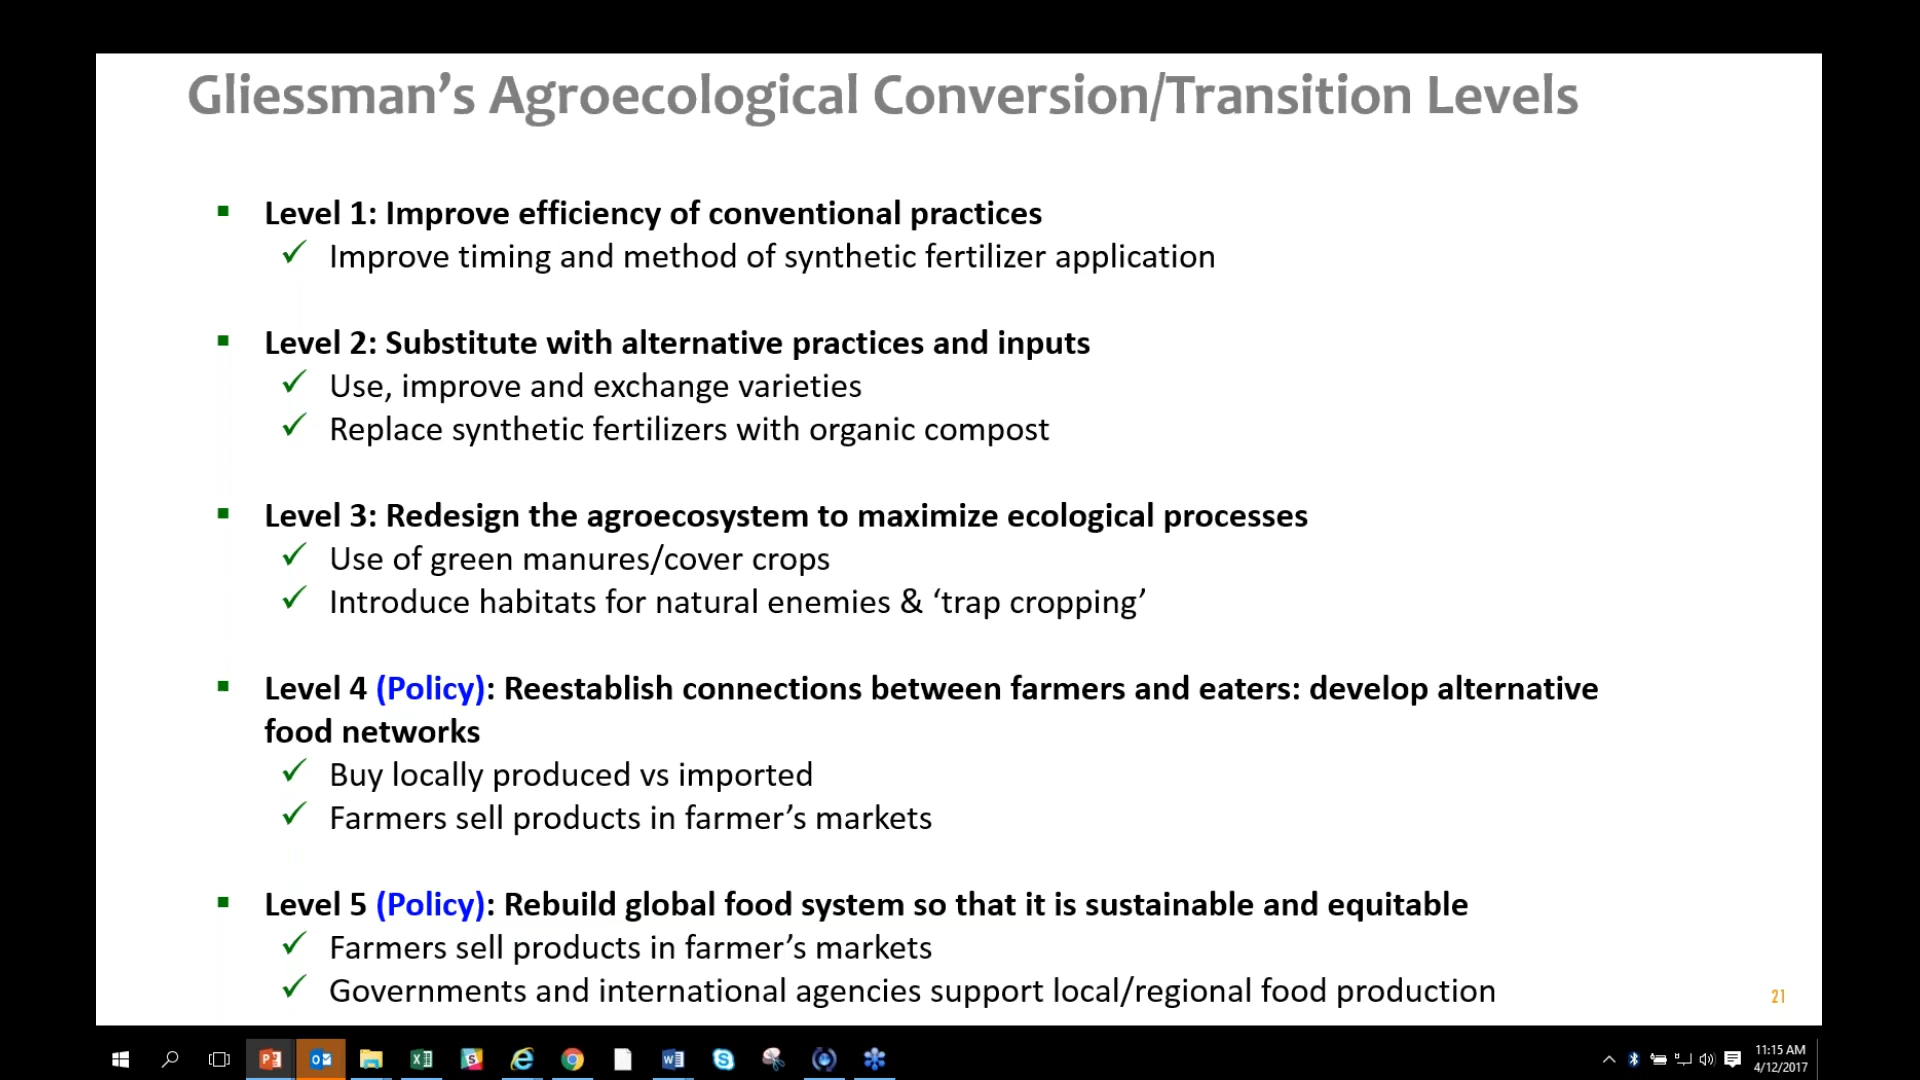 Gliessman’s Agroecological Conversion/Transition Levels
Level 1: Improve efficiency of conventional practices
Improve timing and method of synthetic fertilizer application
Level 2: Substitute with alternative practices and inputs
Use, improve and exchange varieties
Replace synthetic fertilizers with organic compost
Level 3: Redesign the agroecosystem to maximize ecological processes
Use of green manures/cover crops
Introduce habitats for natural enemies & ‘trap cropping’
Level 4 (Policy): Reestablish connections between farmers and eaters: develop alternative
food networks
Buy locally produced vs imported
Farmers sell products in farmer’s markets
Level 5 (Policy): Rebuild global food system so that it is sustainable and equitable
Farmers sell products in farmer’s markets
Governments and international agencies support local/regional food production
21
11:15 AM
4/12/2017